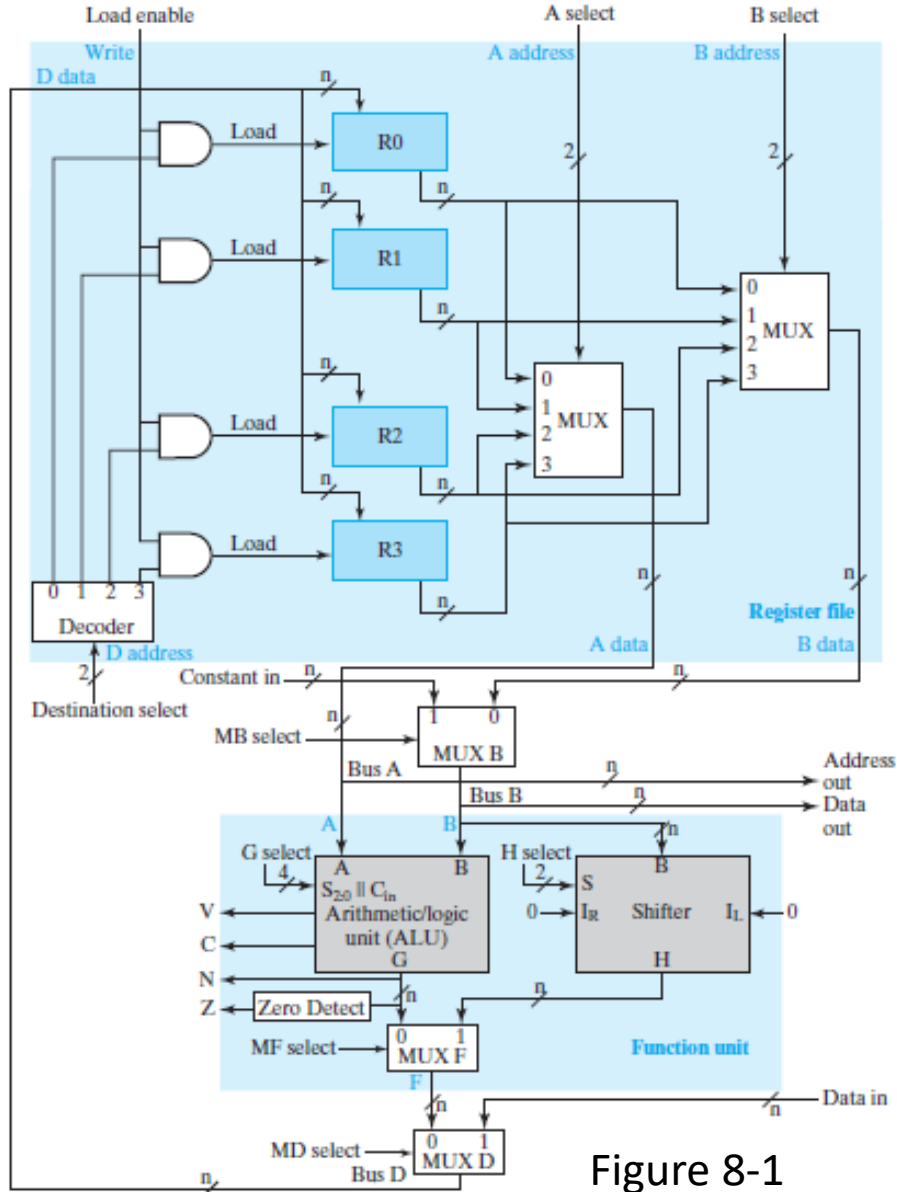 Load enable
A select
B select
Write
A address
B address
D data
n
Load
R0
2
2
n
n
Load
R1
n
0
1
2
3
MUX
n
0
1
2
3
MUX
Load
R2
n
n
Load
R3
n
n
n
0 1 2 3
Decoder
D address
2
Destination select
Register file
A data
B data
Constant in
n
n
n
1 0
MUX B
MB select
Bus A
n
Address
out
Bus B
n
Data
out
A
B
n
G select
4
A
B
S2:0 || Cin
Arithmetic/logic
unit (ALU)
G
H select
2
B
S
0
IR
Shifter
IL
0
H
V
C
N
Z
Zero Detect
n
n
0 1
MUX F
MF select
Function unit
F
n
n
Data in
0 1
MUX D
MD select
Bus D
n
Figure 8-1